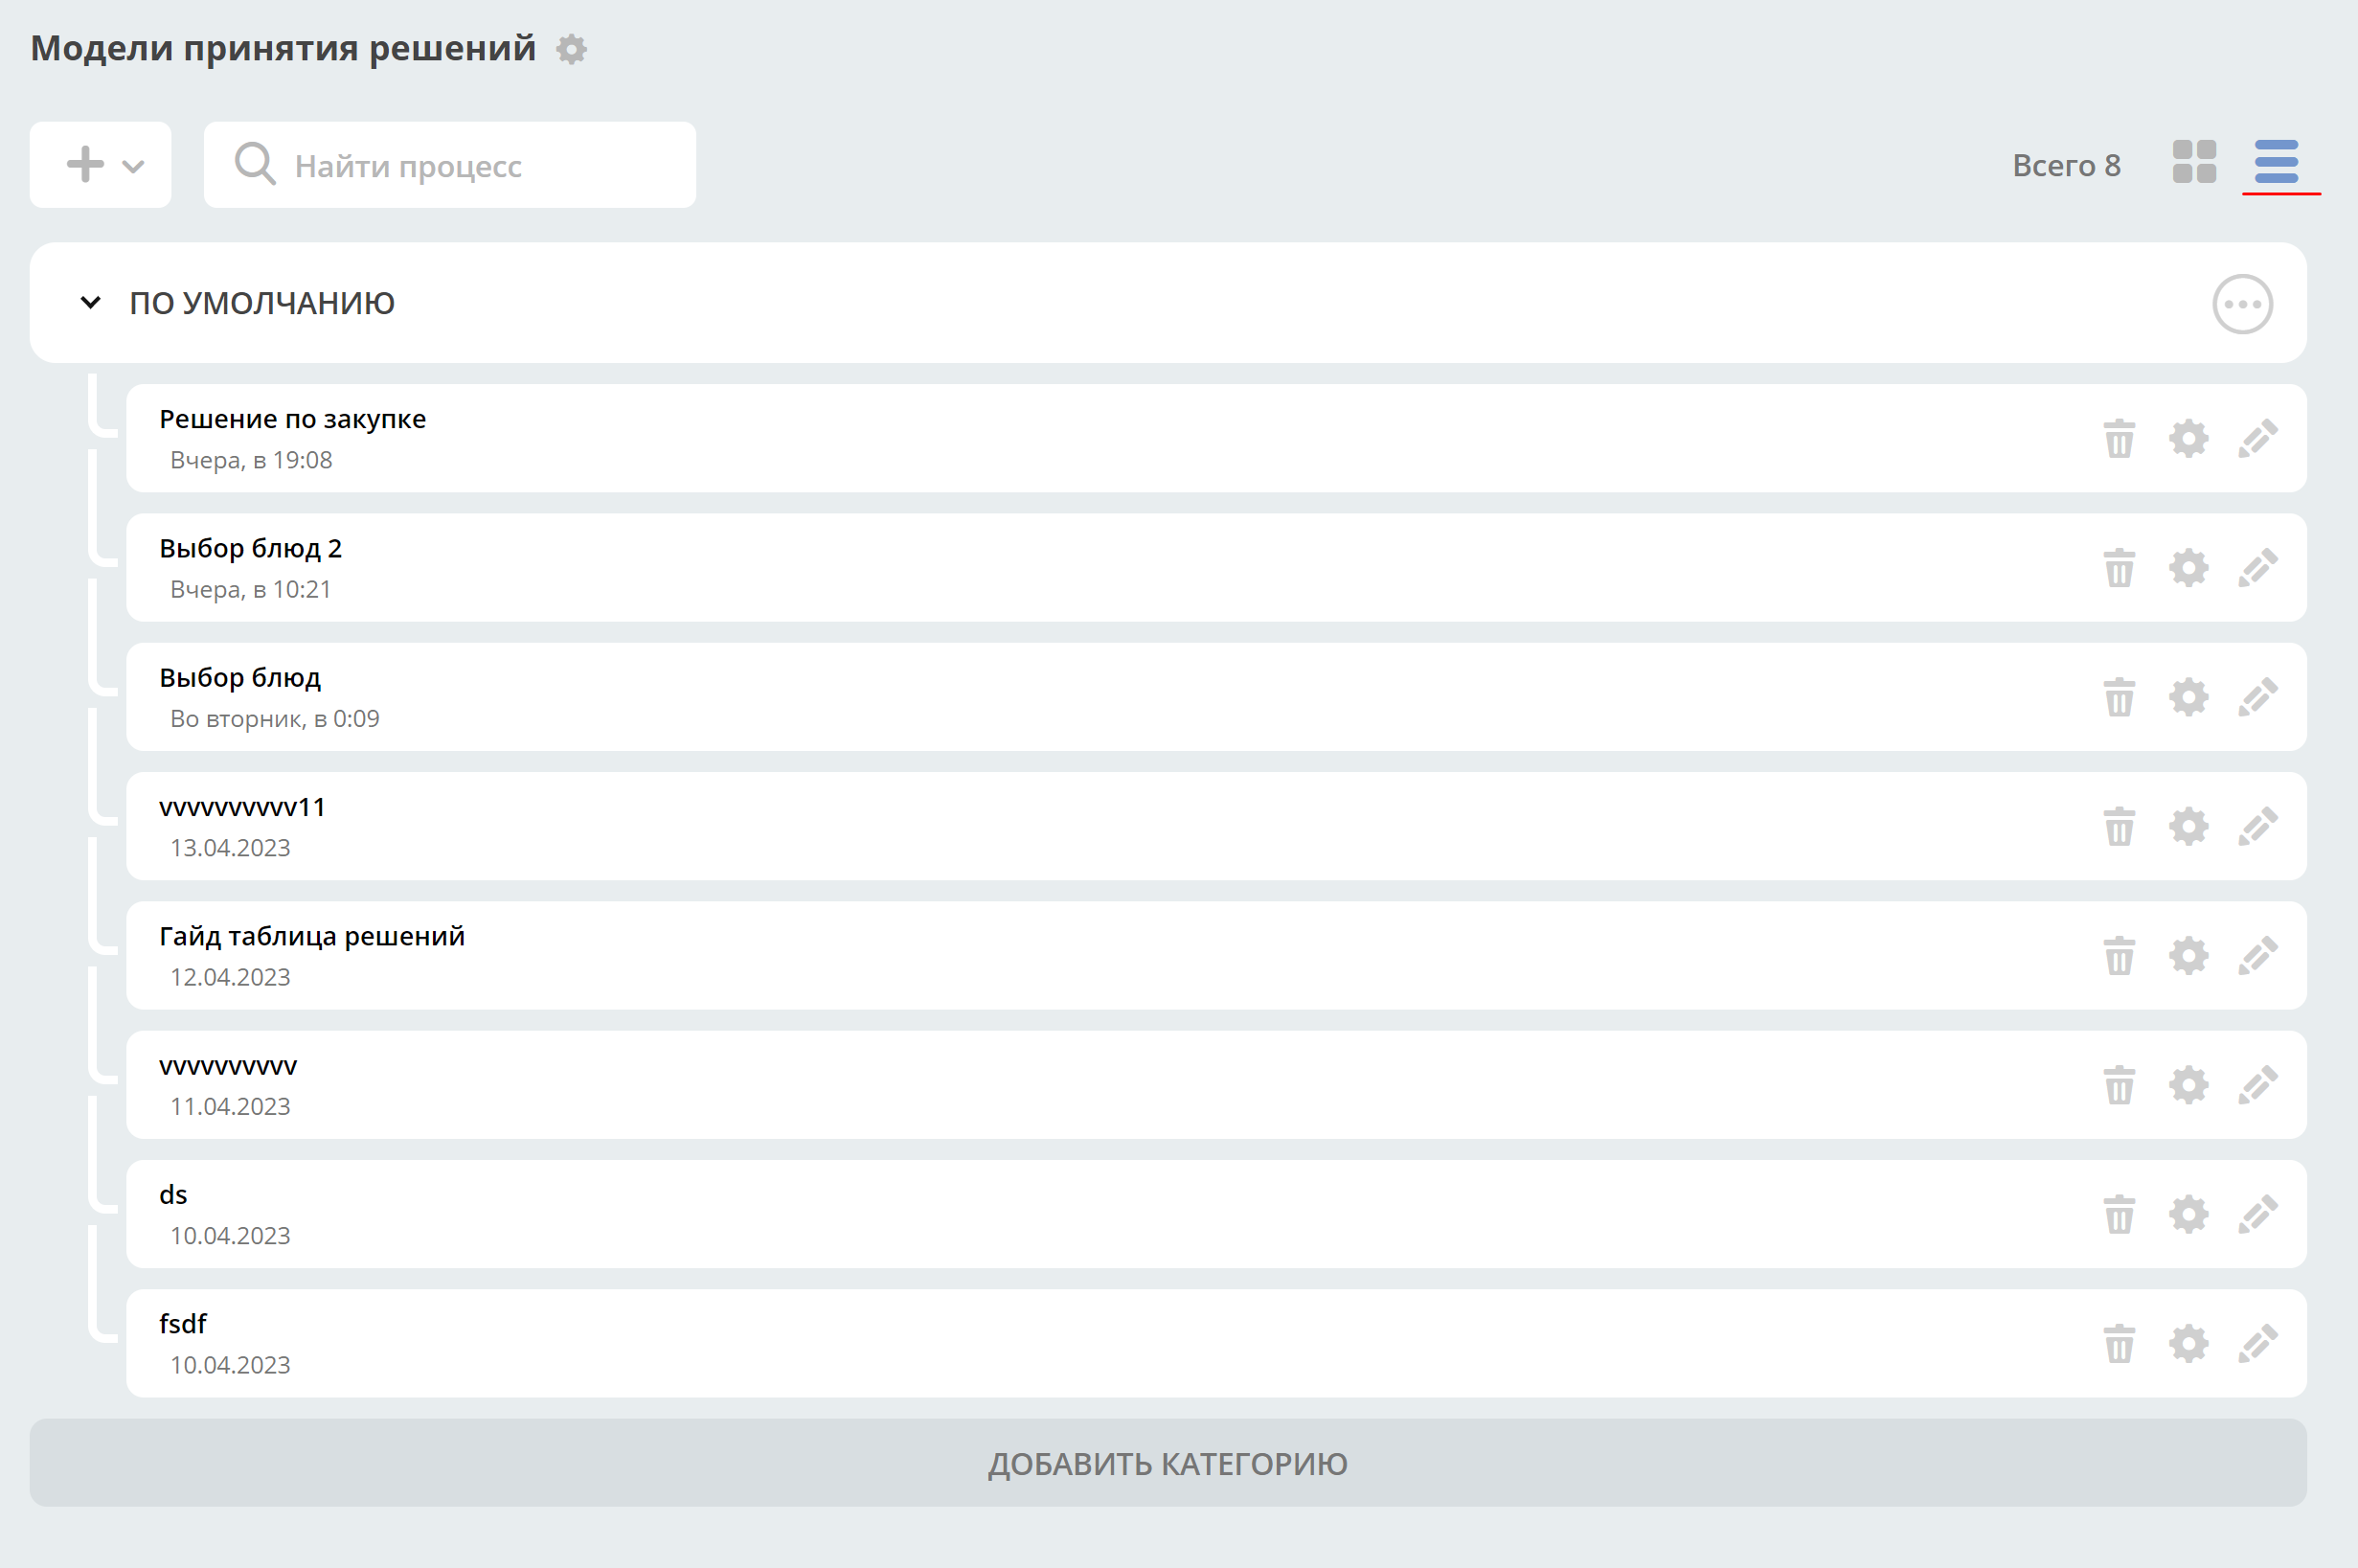 Модели принятия решений
Найти процесс
Всего 8
ПО УМОЛЧАНИЮ
Решение по закупке
Вчера, в 19:08
Выбор блюд 2
Вчера, в 10:21
Выбор блюд
Во вторник, в 0:09
vvvvvvvvvv11
13.04.2023
Гайд таблица решений
12.04.2023
vvvvvvvvvv
11.04.2023
ds
10.04.2023
fsdf
10.04.2023
ДОБАВИТЬ КАТЕГОРИЮ